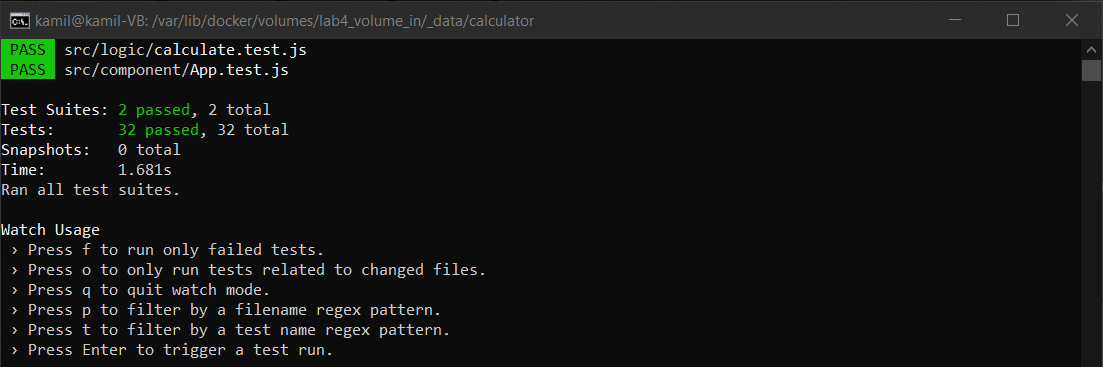 kamil@kamil-VB: /var/lib/docker/volumes/lab4_volume_in/_data/calculator
PASS src/logic/calculate.test.js
PASS src/component/App.test.js
Test Suites: 2 passed, 2 total
Tests: 32 passed, 32 total
Snapshots: 0 total
Time: 1.681s
Ran all test suites.
Watch Usage
› Press f to run only failed tests.
› Press o to only run tests related to changed files.
› Press q to quit watch mode.
› Press p to filter by a filename regex pattern.
› Press t to filter by a test name regex pattern.
› Press Enter to trigger a test run.